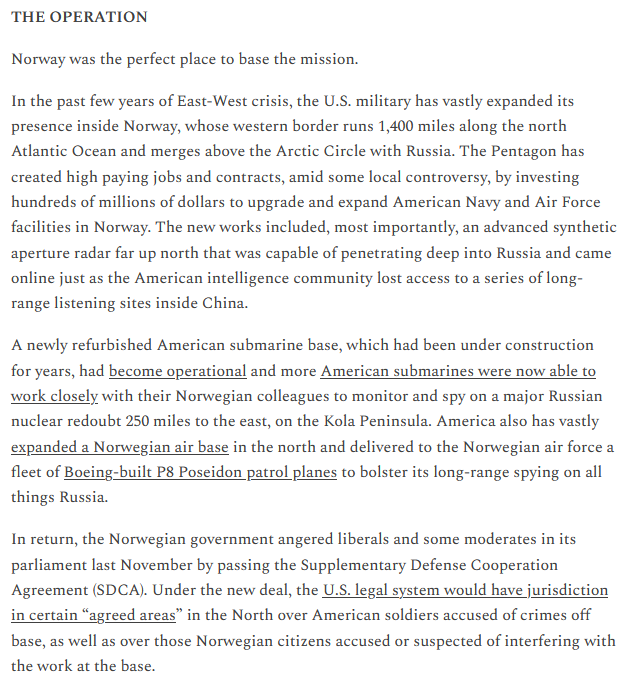 THE OPERATION
Norway was the perfect place to base the mission.
In the past few years of East-West crisis, the U.S. military has vastly expanded its
presence inside Norway, whose western border runs 1,400 miles along the north
Atlantic Ocean and merges above the Arctic Circle with Russia. The Pentagon has
created high paying jobs and contracts, amid some local controversy, by investing
hundreds of millions of dollars to upgrade and expand American Navy and Air Force
facilities in Norway. The new works included, most importantly, an advanced synthetic
aperture radar far up north that was capable of penetrating deep into Russia and came
online just as the American intelligence community lost access to a series of long-
range listening sites inside China.
A newly refurbished American submarine base, which had been under construction
for years, had become operational and more American submarines were now able to
work closely with their Norwegian colleagues to monitor and spy on a major Russian
nuclear redoubt 250 miles to the east, on the Kola Peninsula. America also has vastly
expanded a Norwegian air base in the north and delivered to the Norwegian air force a
fleet of Boeing-built P8 Poseidon patrol planes to bolster its long-range spying on all
things Russia.
In return, the Norwegian government angered liberals and some moderates in its
parliament last November by passing the Supplementary Defense Cooperation
Agreement (SDCA). Under the new deal, the U.S. legal system would have jurisdiction
in certain “agreed areas” in the North over American soldiers accused of crimes off
base, as well as over those Norwegian citizens accused or suspected of interfering with
the work at the base.